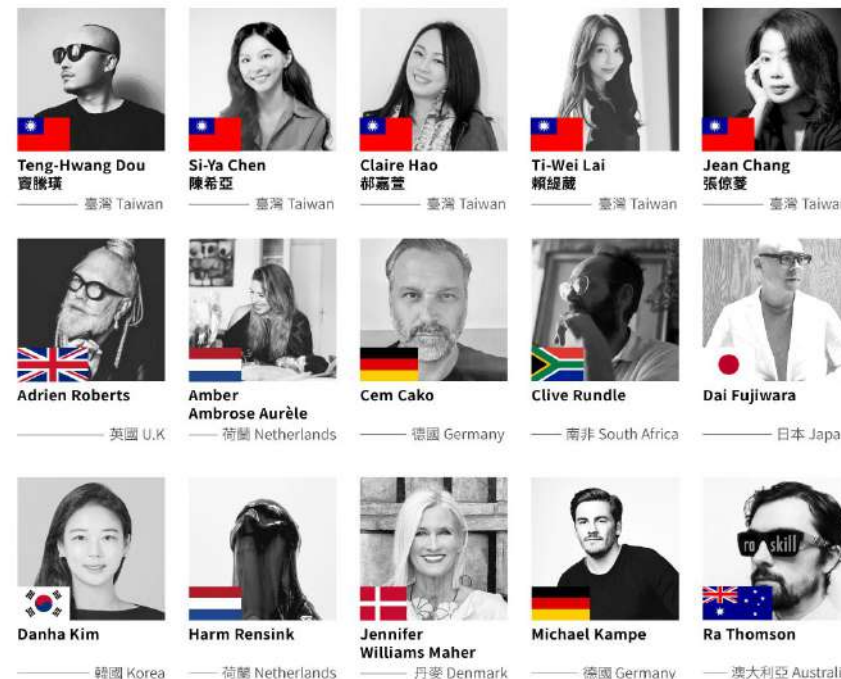 Teng-Hwang Dou
竇騰璜
臺灣 Taiwan
Si-Ya Chen
陳希亞
臺灣 Taiwan
Claire Hao
郝嘉萱
臺灣 Taiwan
Ti-Wei Lai
賴緹葳
臺灣 Taiwan
Jean Chang
張倞菱
臺灣 Taiwan
Adrien Roberts
英國 U.K
Amber
Ambrose Aurèle
荷蘭 Netherlands
Cem Cako
德國 Germany
Clive Rundle
南非 South Africa
Dai Fujiwara
日本 Japa
Danha Kim
韓國 Korea
Harm Rensink
荷蘭 Netherlands
Jennifer
Williams Maher
丹麥 Denmark
Michael Kampe
德國 Germany
ra skill
Ra Thomson
澳大利亞 Australi